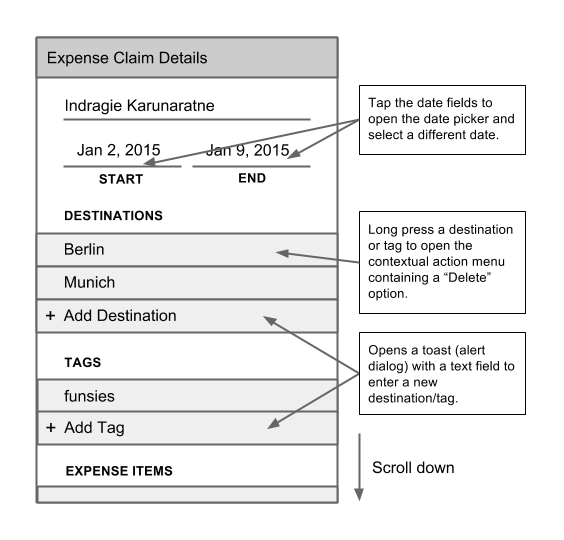 Expense Claim Details
Indragie Karunaratne
Jan 2, 2015
Jan 9, 2015
START
END
DESTINATIONS
Berlin
Munich
+ Add Destination
TAGS
funsies
+ Add Tag
EXPENSE ITEMS
Tap the date fields to
open the date picker and
select a different date.
Long press a destination
or tag to open the
contextual action menu
containing a “Delete”
option.
Opens a toast (alert
dialog) with a text field to
enter a new
destination/tag.
Scroll down